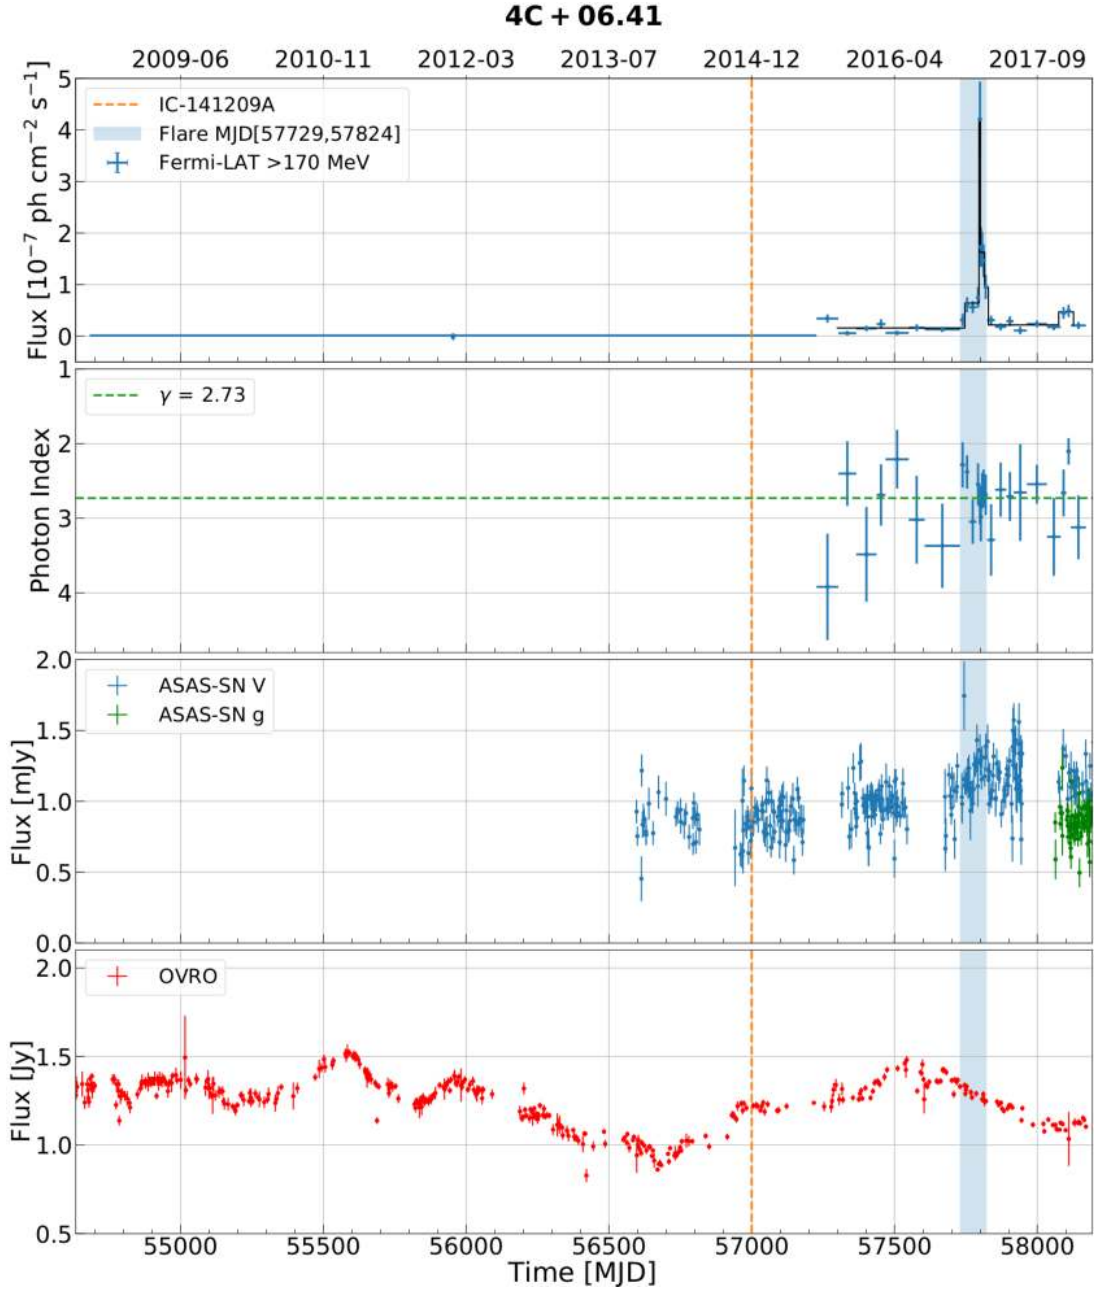 4C + 06.41
2009-06 2010-11 2012-03 2013-07 2014-12 2016-04 2017-09
Flux [10⁻⁷ ph cm⁻² s⁻¹]
5
4
3
2
1
0
IC-141209A
Flare MJD[57729,57824]
Fermi-LAT >170 MeV
Photon Index
1
2
3
4
γ = 2.73
Flux [mJy]
2.0
1.5
1.0
0.5
0.0
ASAS-SN V
ASAS-SN g
Flux [Jy]
2.0
1.5
1.0
0.5
OVRO
55000 55500 56000 56500 57000 57500 58000
Time [MJD]